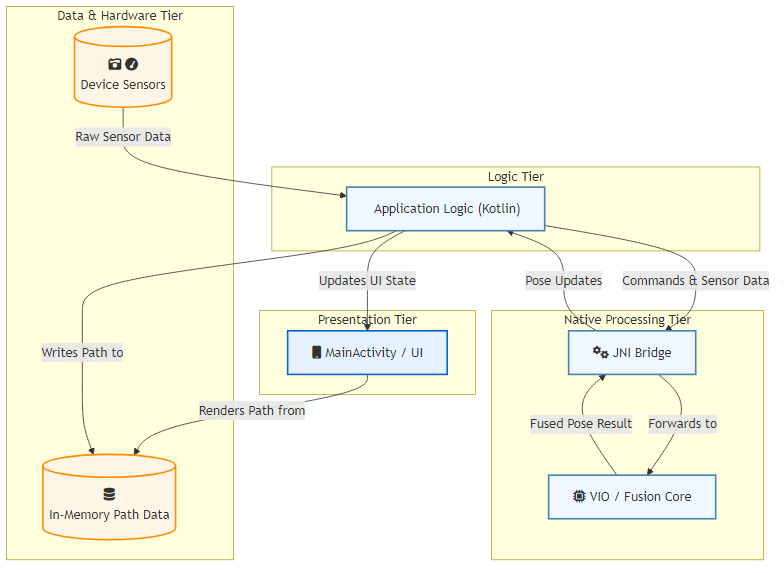 Data & Hardware Tier
Device Sensors
Raw Sensor Data
Logic Tier
Application Logic (Kotlin)
Updates UI State
Pose Updates
Commands & Sensor Data
Presentation Tier
Native Processing Tier
Writes Path to
MainActivity / UI
JNI Bridge
Renders Path from
Fused Pose Result
Forwards to
In-Memory Path Data
VIO / Fusion Core